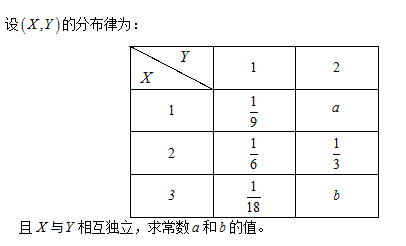 设(X,Y)的分布律为：
Y
X 1 2
1 1/9 a
2 1/6 1/3
3 1/18 b
且X与Y相互独立，求常数a和b的值。